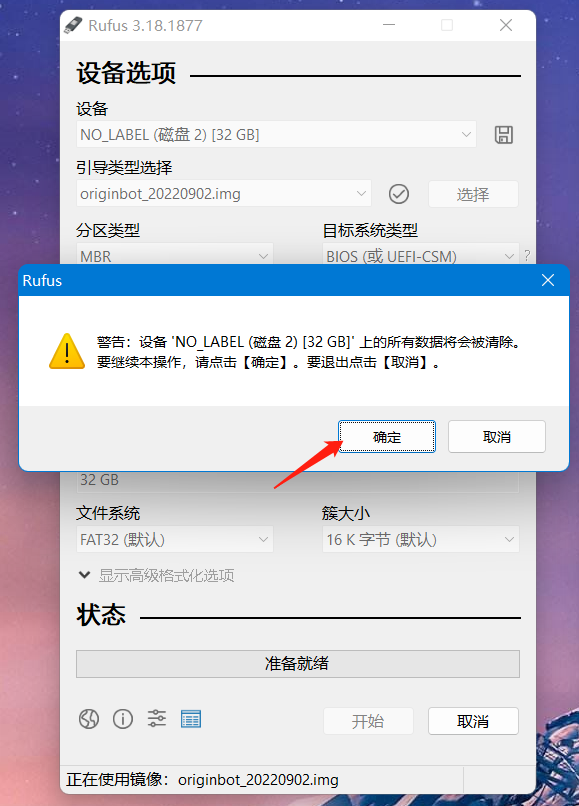 Rufus 3.18.1877
设备选项
设备
NO_LABEL (磁盘 2) [32 GB]
引导类型选择
originbot_20220902.img
选择
分区类型
目标系统类型
MBR
BIOS (或 UEFI-CSM)
?
Rufus
警告：设备 'NO_LABEL (磁盘 2) [32 GB]' 上的所有数据将会被清除。
要继续本操作，请点击【确定】。要退出点击【取消】。
确定
取消
32 GB
文件系统
簇大小
FAT32 (默认)
16 K 字节 (默认)
显示高级格式化选项
状态
准备就绪
开始
取消
正在使用镜像：originbot_20220902.img